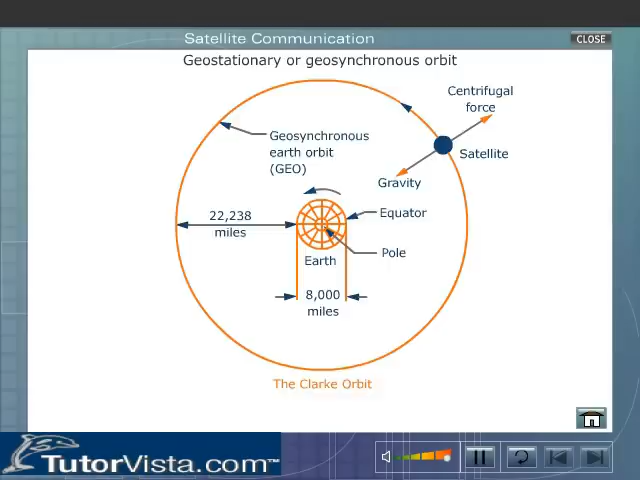 Satellite Communication
CLOSE
Geostationary or geosynchronous orbit
Centrifugal
force
Geosynchronous
earth orbit
(GEO)
Satellite
Gravity
22,238
miles
Equator
Pole
Earth
8,000
miles
The Clarke Orbit
TutorVista.com™